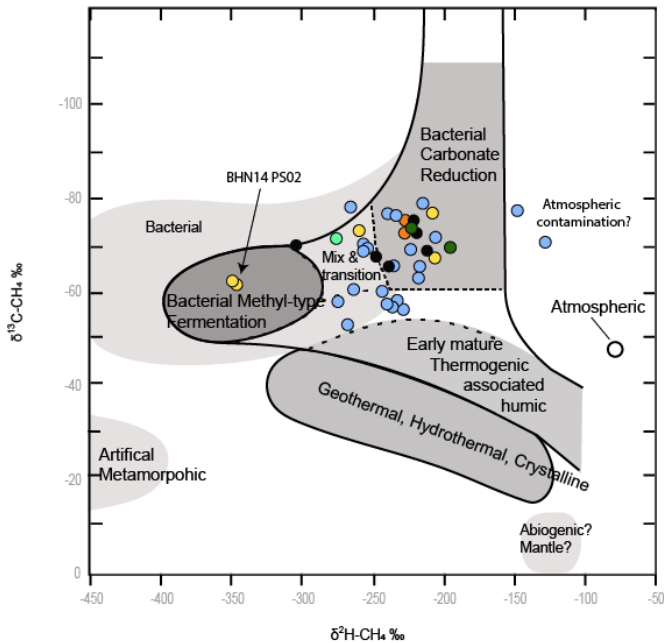 -100
-80
-60
-40
-20
0
δ¹³C-CH₄ ‰
-450
-400
-350
-300
-250
-200
-150
-100
-50
δ²H-CH₄ ‰
BHN14 PS02
Bacterial
Bacterial
Carbonate
Reduction
Atmospheric
contamination?
Mix &
transition
Bacterial Methyl-type
Fermentation
Atmospheric
Early mature
Thermogenic
associated
humic
Geothermal, Hydrothermal, Crystalline
Artifical
Metamorpohic
Abiogenic?
Mantle?